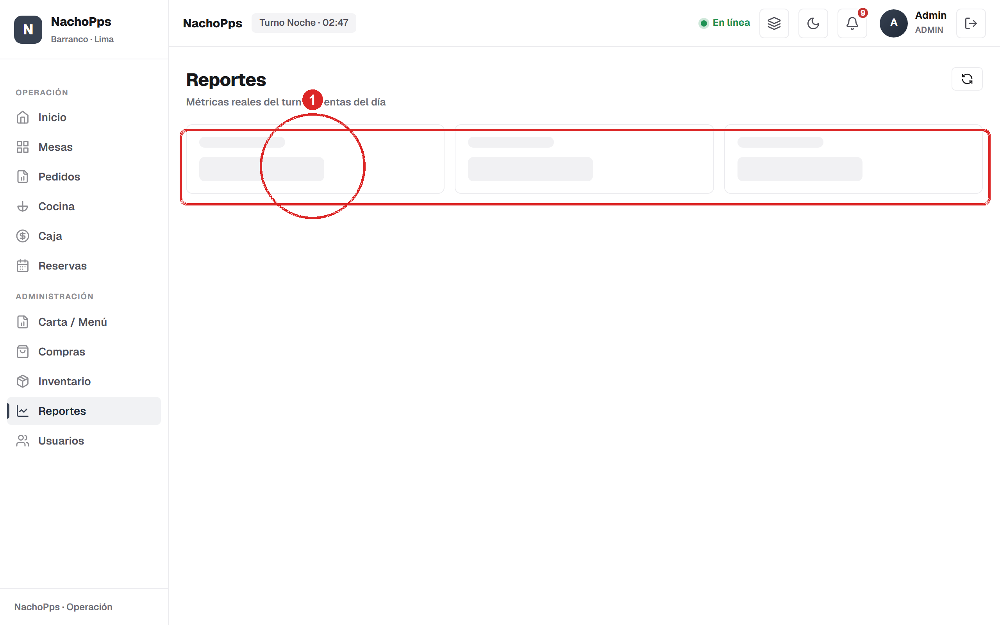 N
NachoPps
Barranco · Lima
OPERACIÓN
Inicio
Mesas
Pedidos
Cocina
Caja
Reservas
ADMINISTRACIÓN
Carta / Menú
Compras
Inventario
Reportes
Usuarios
NachoPps · Operación
NachoPps
Turno Noche · 02:47
En línea
9
A
Admin
ADMIN
Reportes
Métricas reales del turn 1 entas del día